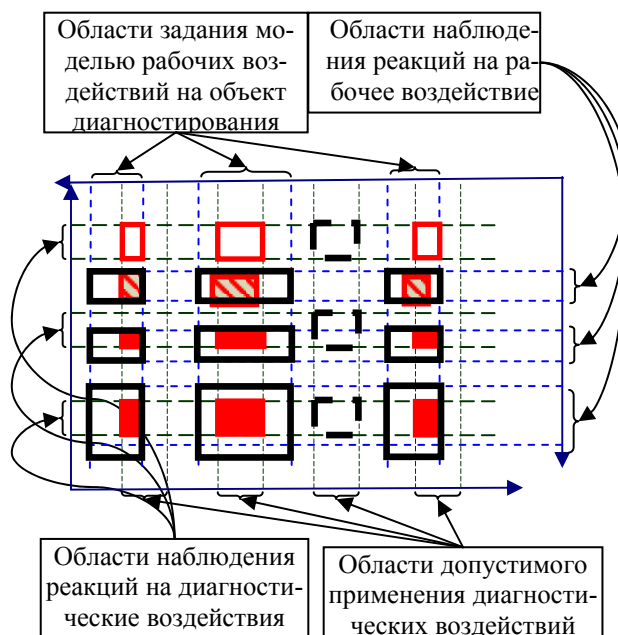 Области задания мо-
делью рабочих воз-
действий на объект
диагностирования
Области наблюде-
ния реакций на ра-
бочее воздействие
Области наблюдения
реакций на диагности-
ческие воздействия
Области допустимого
применения диагности-
ческих воздействий